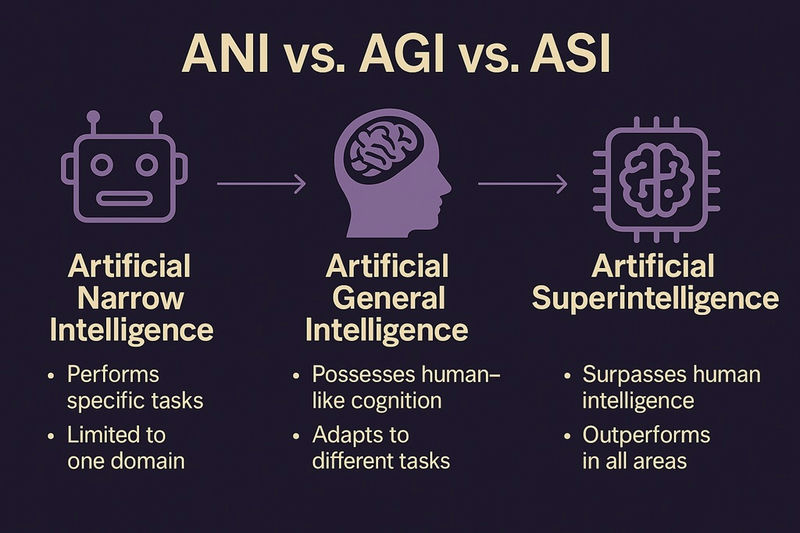 ANI vs. AGI vs. ASI
Artificial
Narrow
Intelligence
• Performs
specific tasks
• Limited to
one domain
Artificial
General
Intelligence
• Possesses human–
like cognition
• Adapts to
different tasks
Artificial
Superintelligence
• Surpasses human
intelligence
• Outperforms
in all areas